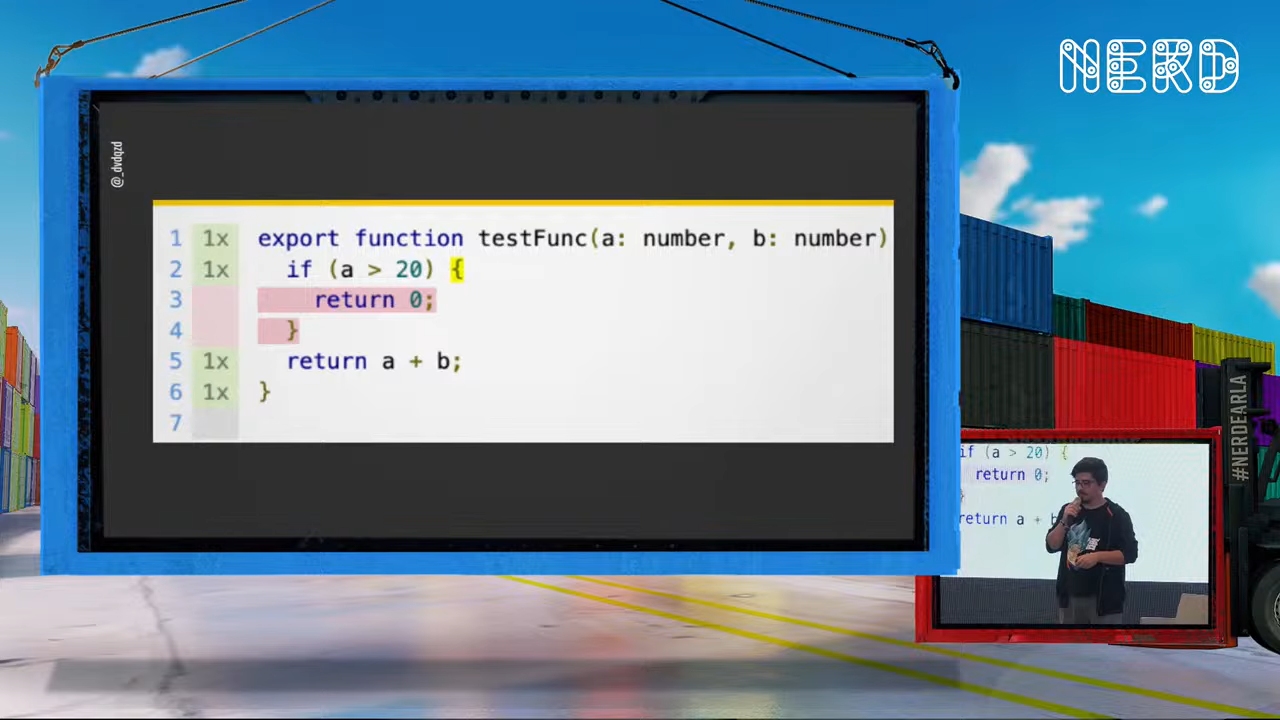 NERD
@_dvdqzd
1 1x export function testFunc(a: number, b: number)
2 1x if (a > 20) {
3 return 0;
4 }
5 1x return a + b;
6 1x }
7
#NERDEARLA
if (a > 20) {
return 0;
}
return a + b